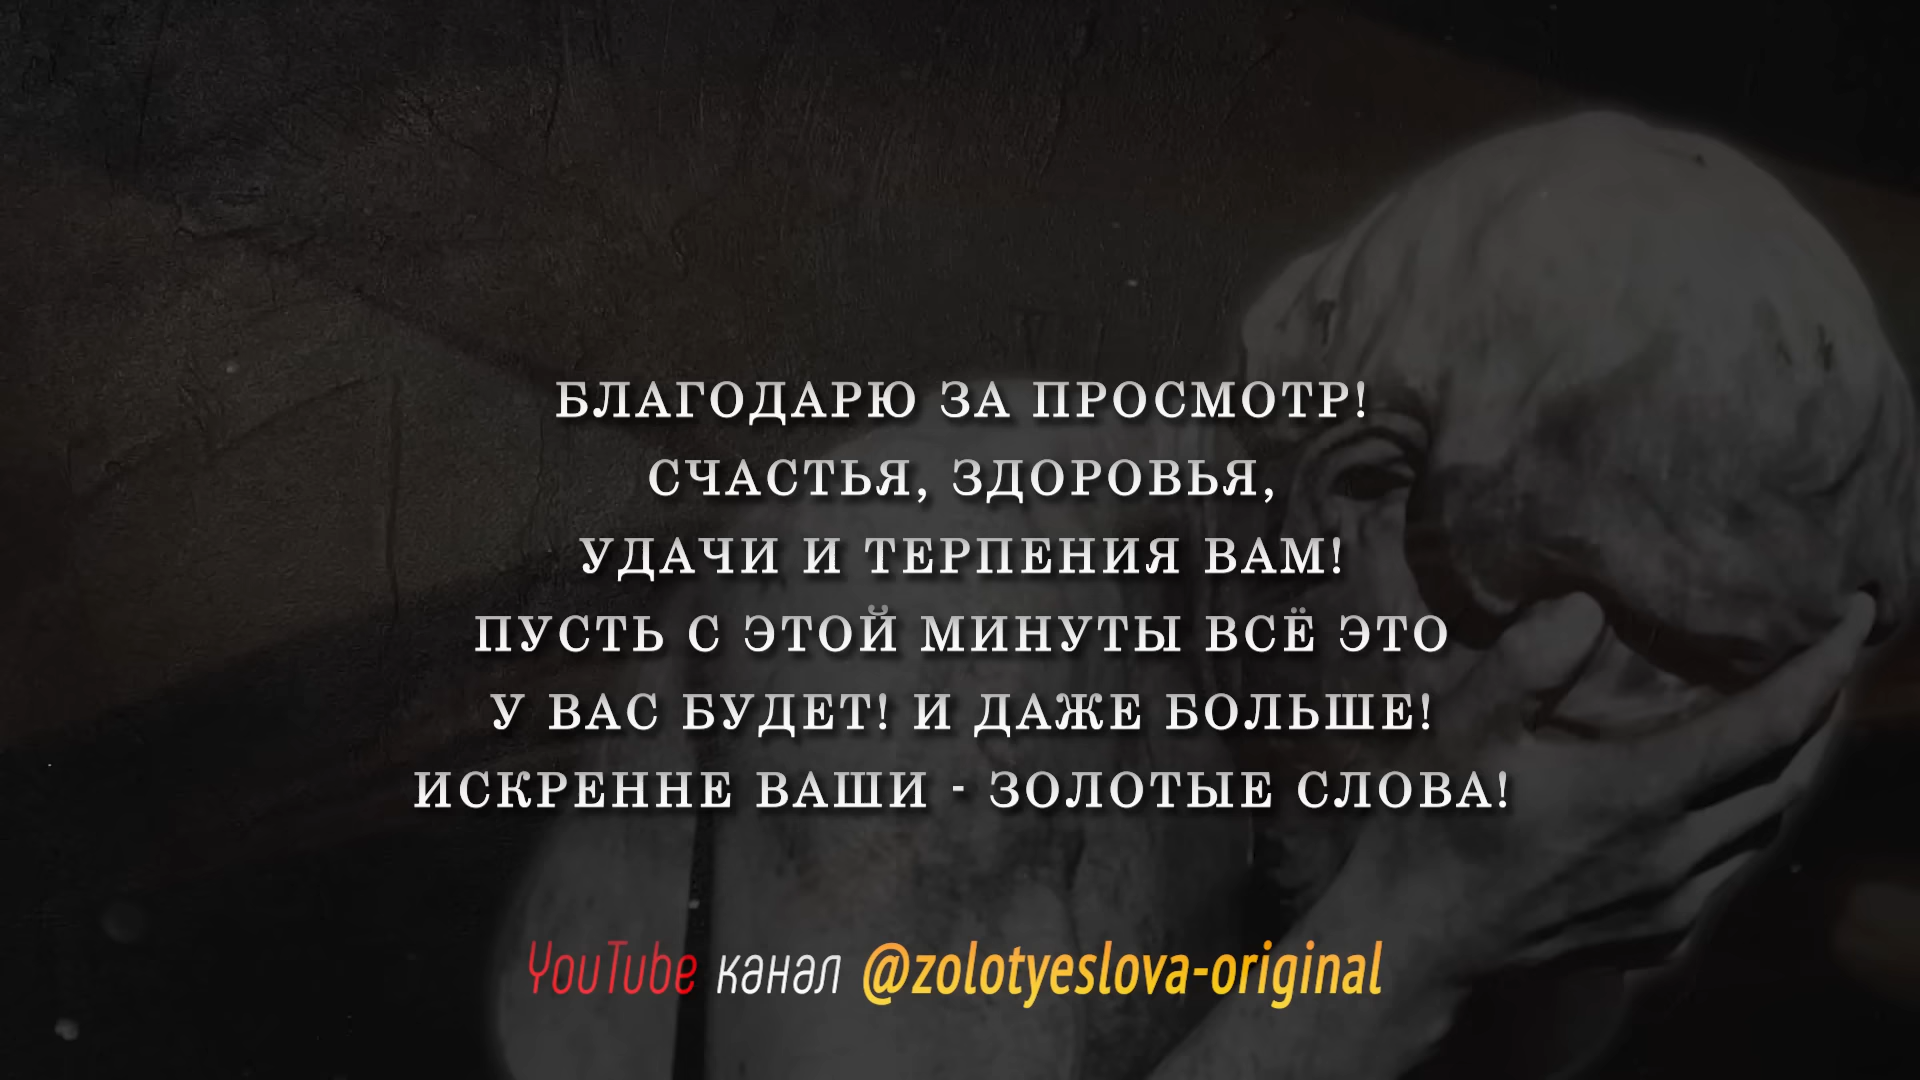 БЛАГОДАРЮ ЗА ПРОСМОТР!
СЧАСТЬЯ, ЗДОРОВЬЯ,
УДАЧИ И ТЕРПЕНИЯ ВАМ!
ПУСТЬ С ЭТОЙ МИНУТЫ ВСЁ ЭТО
У ВАС БУДЕТ! И ДАЖЕ БОЛЬШЕ!
ИСКРЕННЕ ВАШИ - ЗОЛОТЫЕ СЛОВА!
YouTube канал @zolotyeslova-original